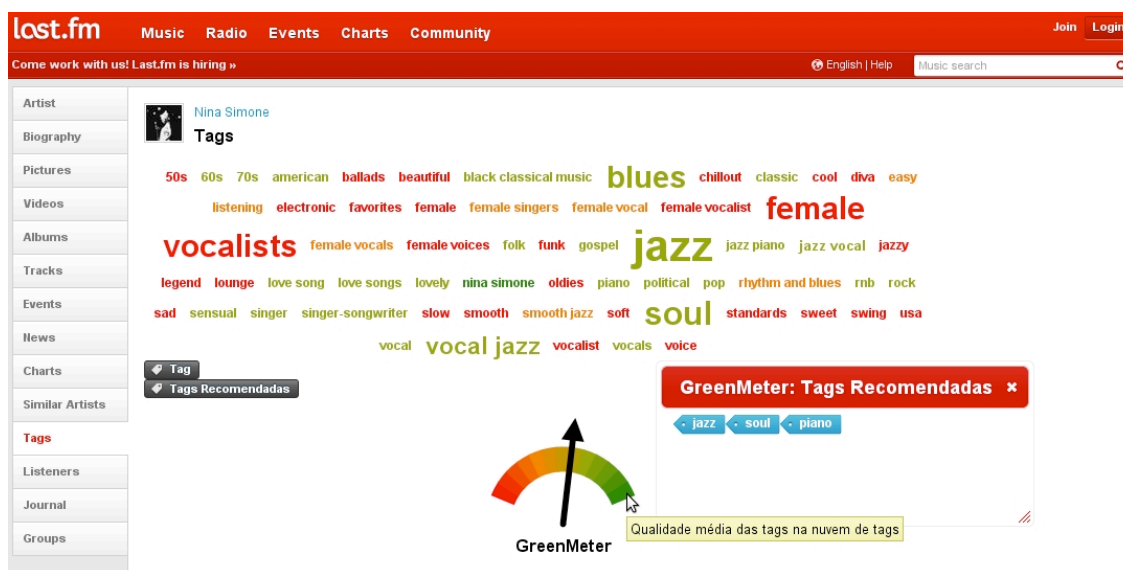 last.fm
Music Radio Events Charts Community
Join Login
Come work with us! Last.fm is hiring »
English | Help
Music search
Artist
Biography
Pictures
Videos
Albums
Tracks
Events
News
Charts
Similar Artists
Tags
Listeners
Journal
Groups
Nina Simone
Tags
50s 60s 70s american ballads beautiful black classical music blues chillout classic cool diva easy
listening electronic favorites female female singers female vocal female vocalist female
vocalists female vocals female voices folk funk gospel jazz jazz piano jazz vocal jazzy
legend lounge love song love songs lovely nina simone oldies piano political pop rhythm and blues rnb rock
sad sensual singer singer-songwriter slow smooth smooth jazz soft soul standards sweet swing usa
vocal vocal jazz vocalist vocals voice
Tag
Tags Recomendadas
GreenMeter: Tags Recomendadas ×
jazz soul piano
Qualidade média das tags na nuvem de tags
GreenMeter